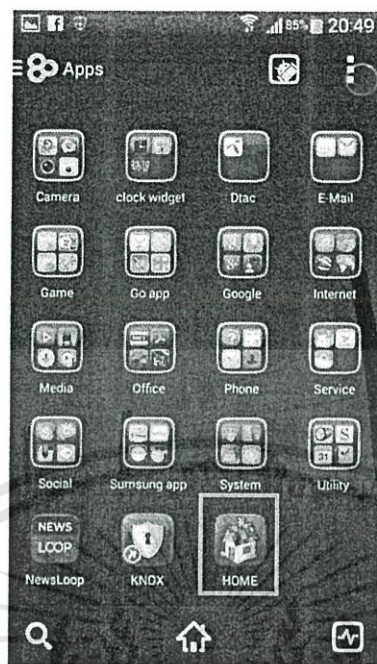 85% 20:49
Apps
Camera clock widget Dtac E-Mail
Game Go app Google Internet
Media Office Phone Service
Social Sumsung app System Utility
NEWS
LOOP
NewsLoop KNOX HOME